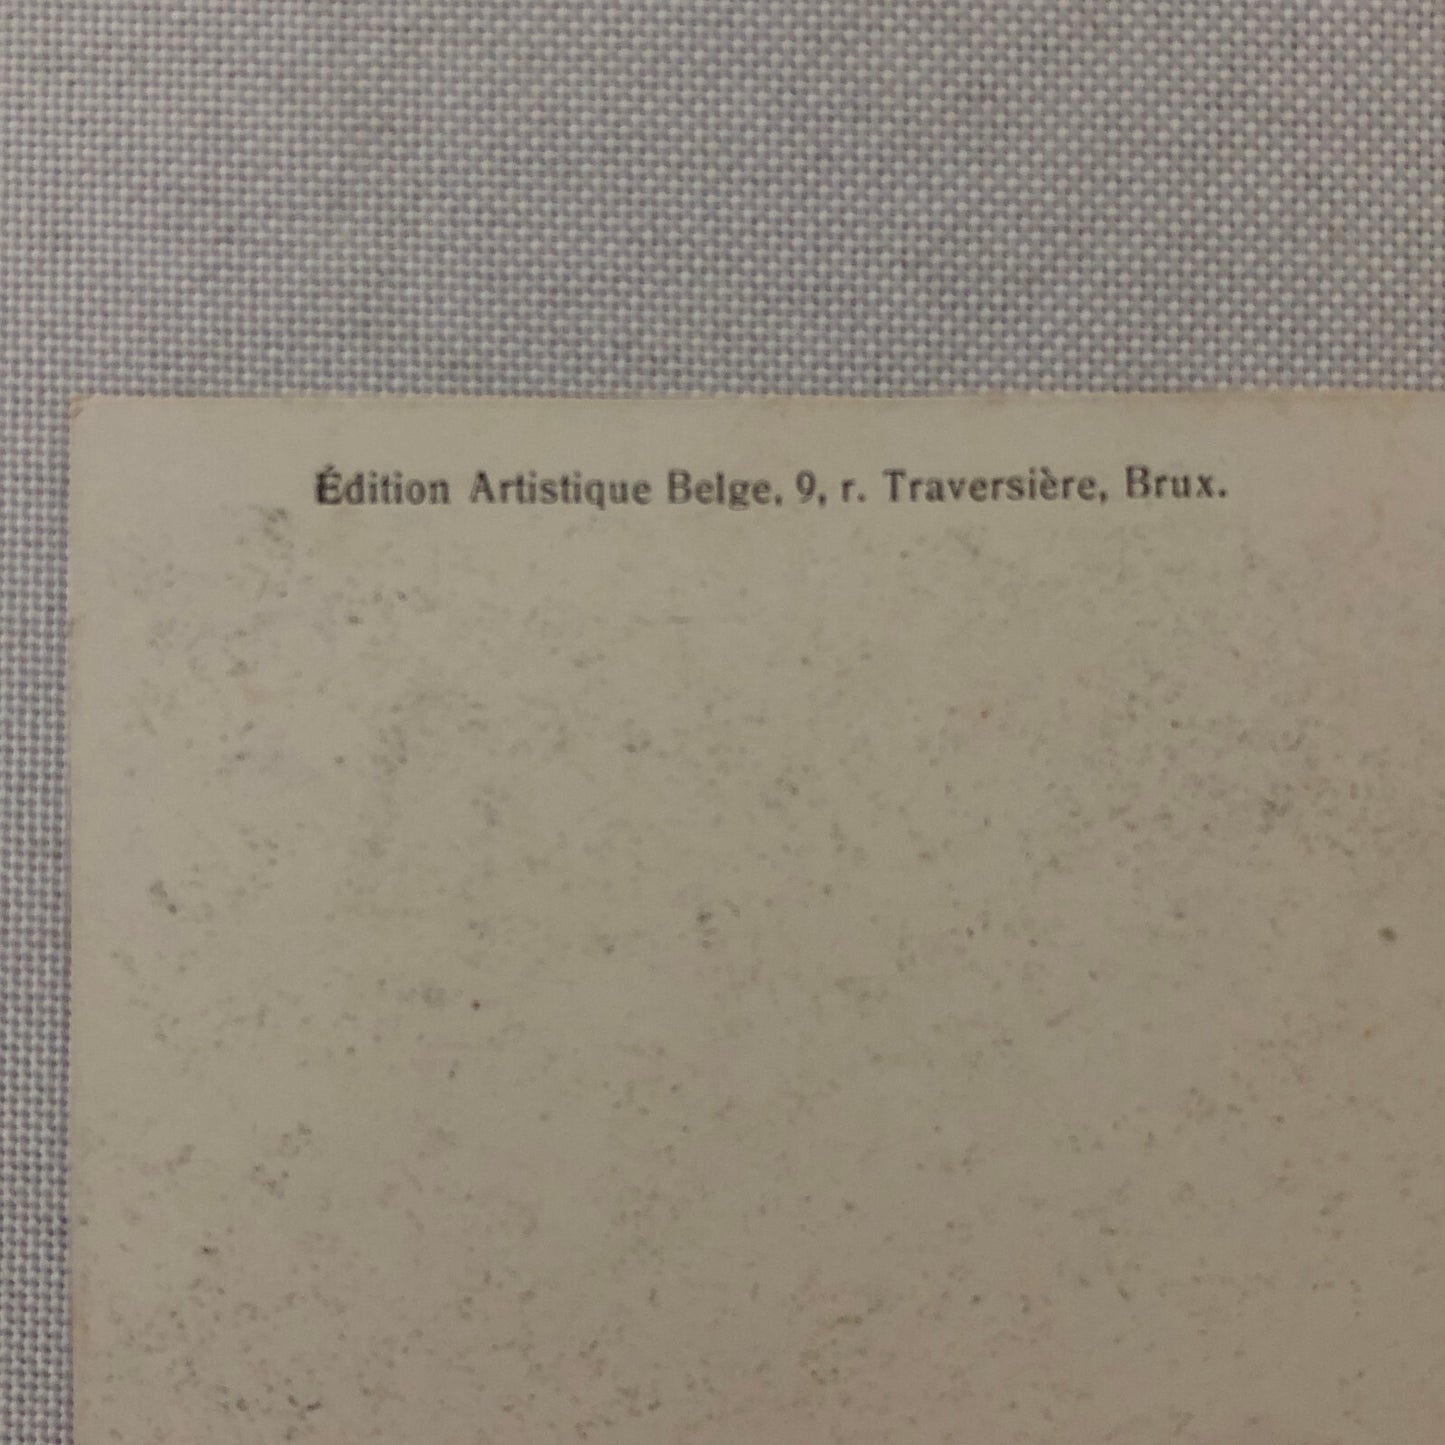 Édition Artistique Belge, 9, r. Traversière, Brux.